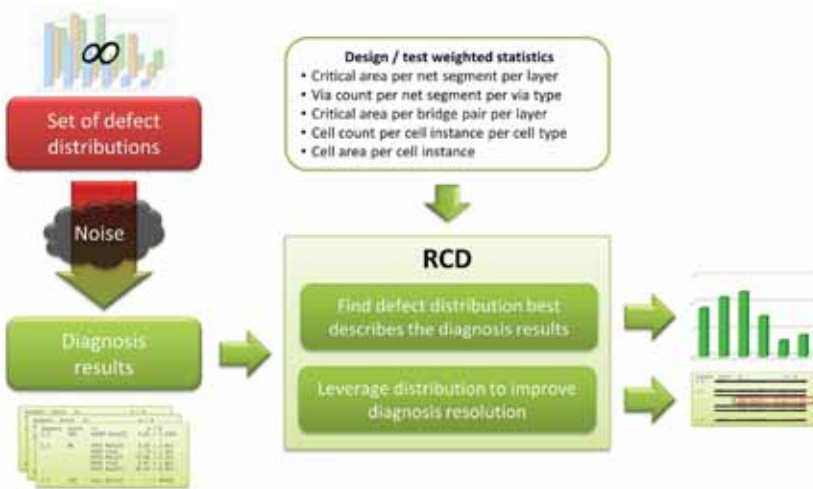 ∞
Set of defect
distributions
Noise
Diagnosis
results
Design / test weighted statistics
• Critical area per net segment per layer
• Via count per net segment per via type
• Critical area per bridge pair per layer
• Cell count per cell instance per cell type
• Cell area per cell instance
RCD
Find defect distribution best
describes the diagnosis results
Leverage distribution to improve
diagnosis resolution